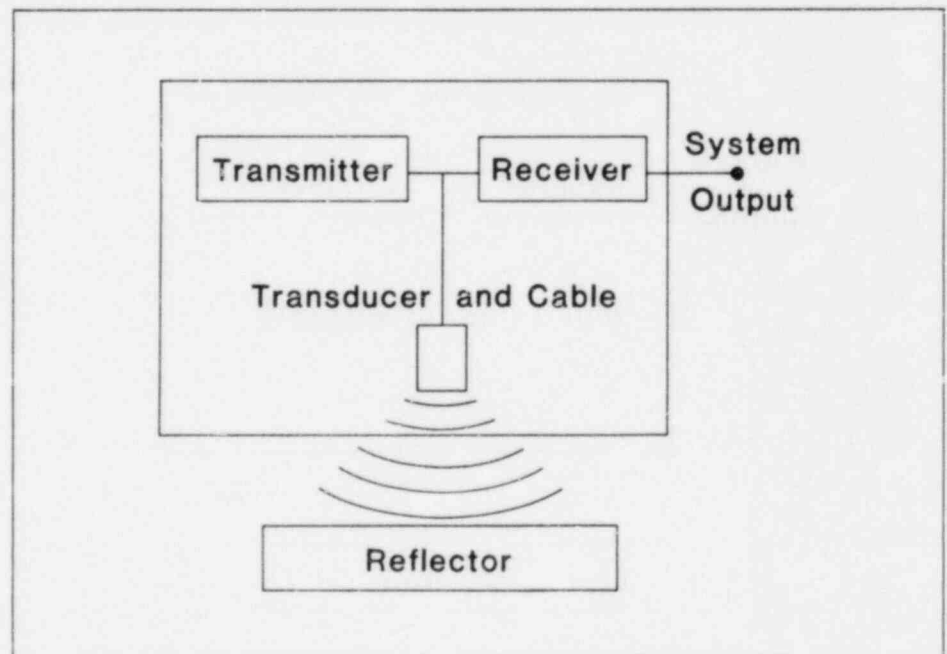 Transmitter
Receiver
System
Output
Transducer and Cable
Reflector